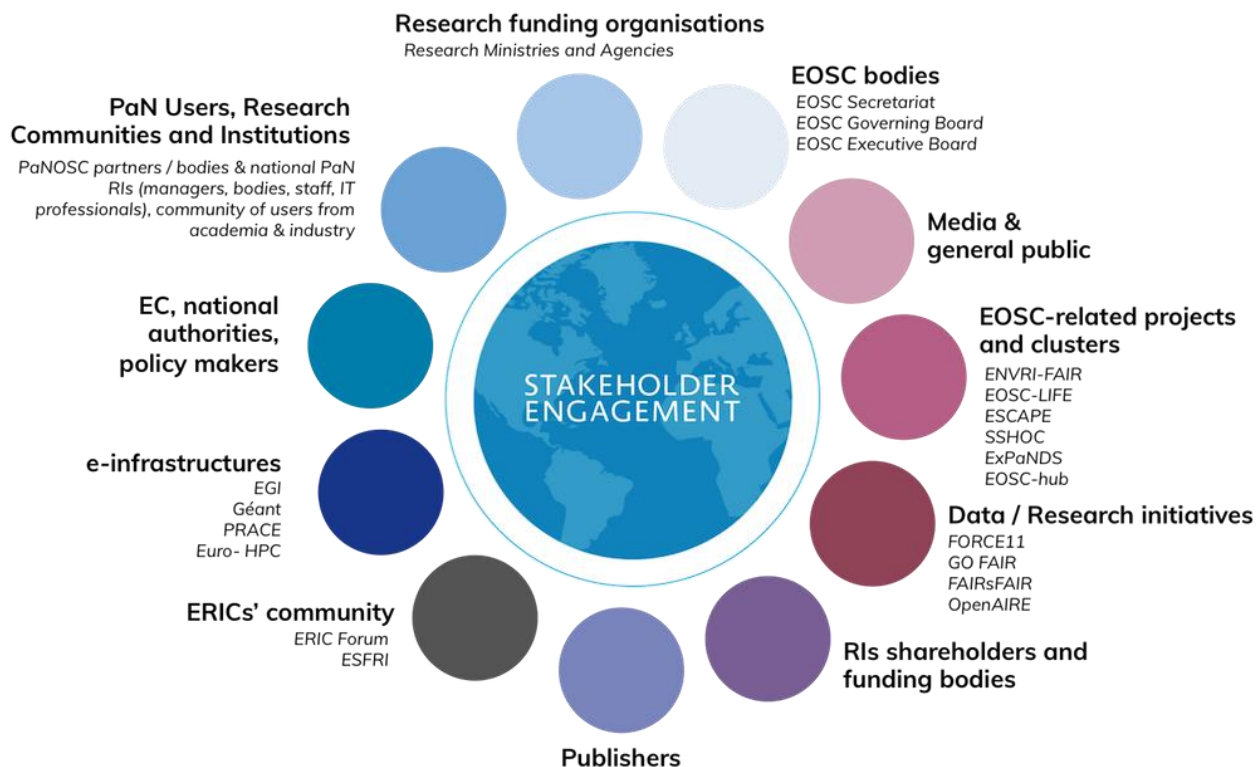 Research funding organisations
Research Ministries and Agencies
EOSC bodies
EOSC Secretariat
EOSC Governing Board
EOSC Executive Board
PaN Users, Research
Communities and Institutions
PaNOSC partners / bodies & national PaN
RIs (managers, bodies, staff, IT
professionals), community of users from
academia & industry
Media &
general public
EC, national
authorities,
policy makers
EOSC-related projects
and clusters
ENVRI-FAIR
EOSC-LIFE
ESCAPE
SSHOC
ExPaNDS
EOSC-hub
STAKEHOLDER
ENGAGEMENT
e-infrastructures
EGI
Géant
PRACE
Euro- HPC
Data / Research initiatives
FORCE11
GO FAIR
FAIRsFAIR
OpenAIRE
ERICs’ community
ERIC Forum
ESFRI
RIs shareholders and
funding bodies
Publishers